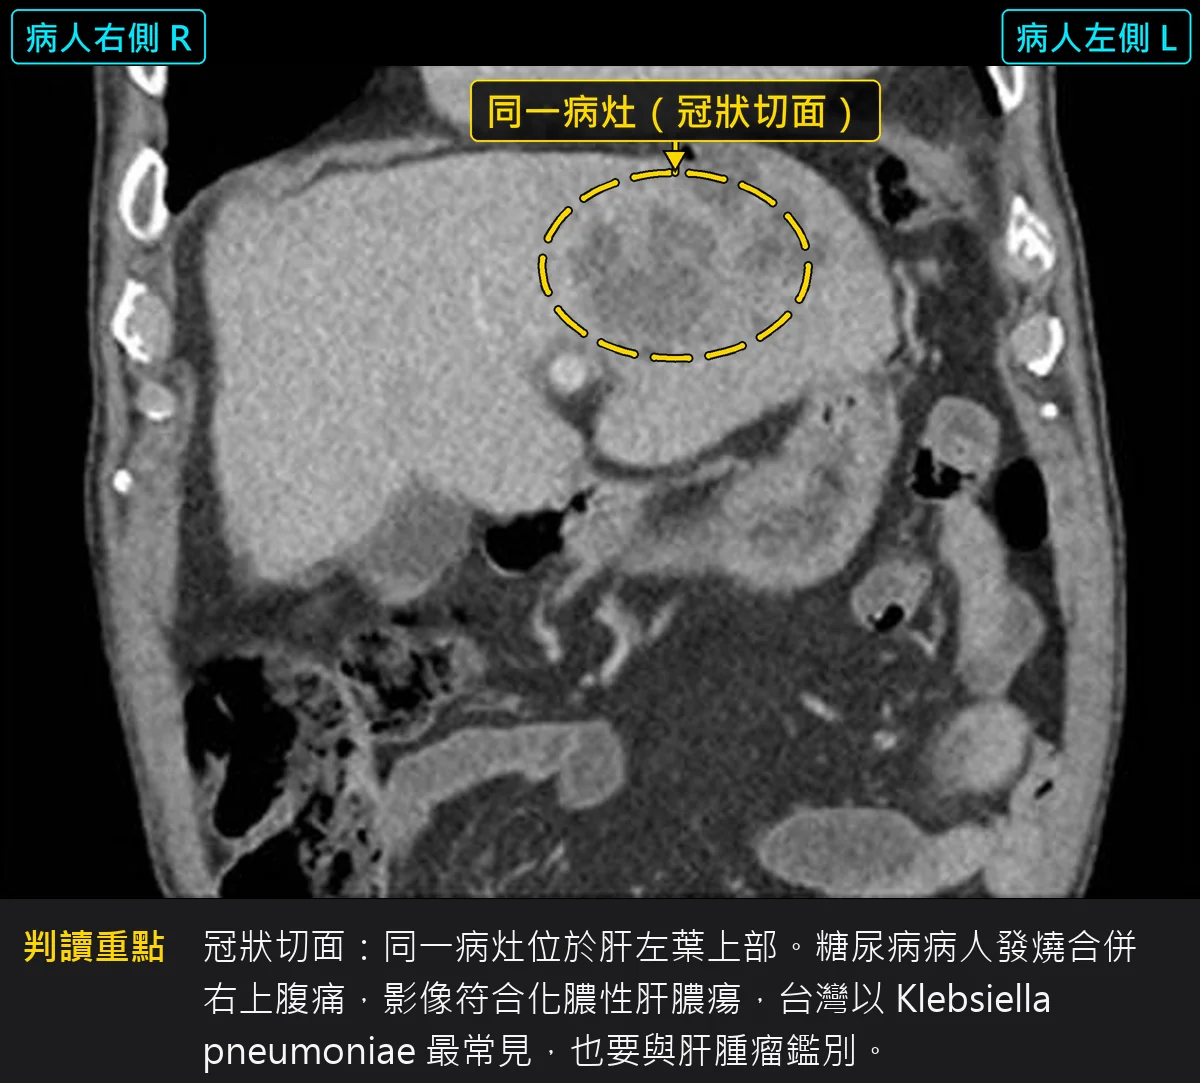 病人右側 R
病人左側 L
同一病灶（冠狀切面）
判讀重點
冠狀切面：同一病灶位於肝左葉上部。糖尿病病人發燒合併
右上腹痛，影像符合化膿性肝膿瘍，台灣以 Klebsiella
pneumoniae 最常見，也要與肝腫瘤鑑別。